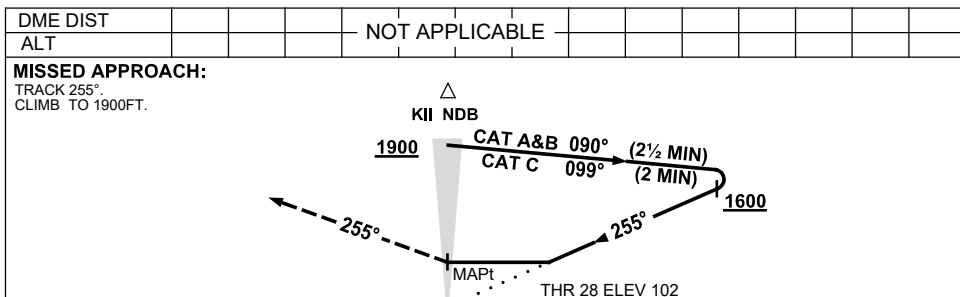 DME DIST
NOT APPLICABLE
ALT
MISSED APPROACH:
TRACK 255°.
CLIMB TO 1900FT.
KII NDB
1900
CAT A&B 090° (2½ MIN)
CAT C 099° (2 MIN)
1600
255°
255°
MAPt
THR 28 ELEV 102